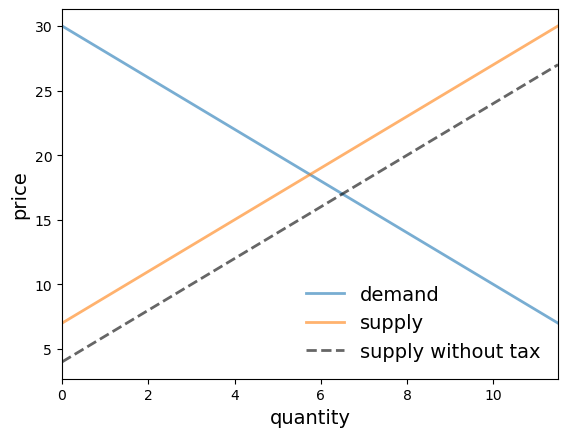 30
25
20
15
10
5
price
0 2 4 6 8 10
quantity
demand
supply
supply without tax